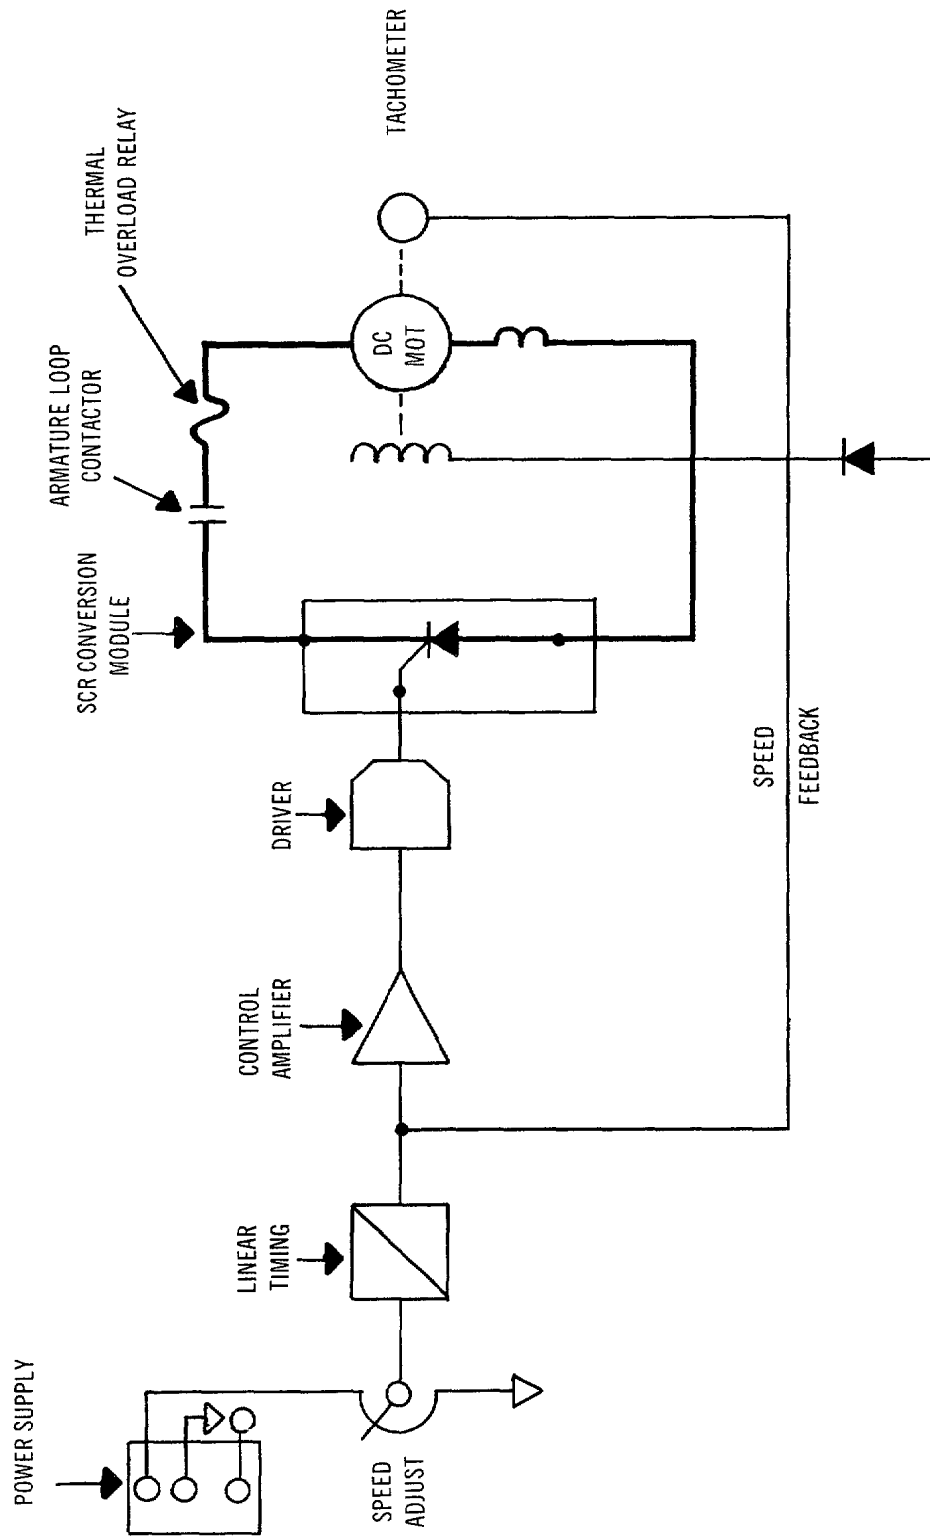 POWER SUPPLY
SPEED
ADJUST
LINEAR
TIMING
CONTROL
AMPLIFIER
DRIVER
SCR CONVERSION
MODULE
ARMATURE LOOP
CONTACTOR
THERMAL
OVERLOAD RELAY
DC
MOT
TACHOMETER
SPEED
FEEDBACK